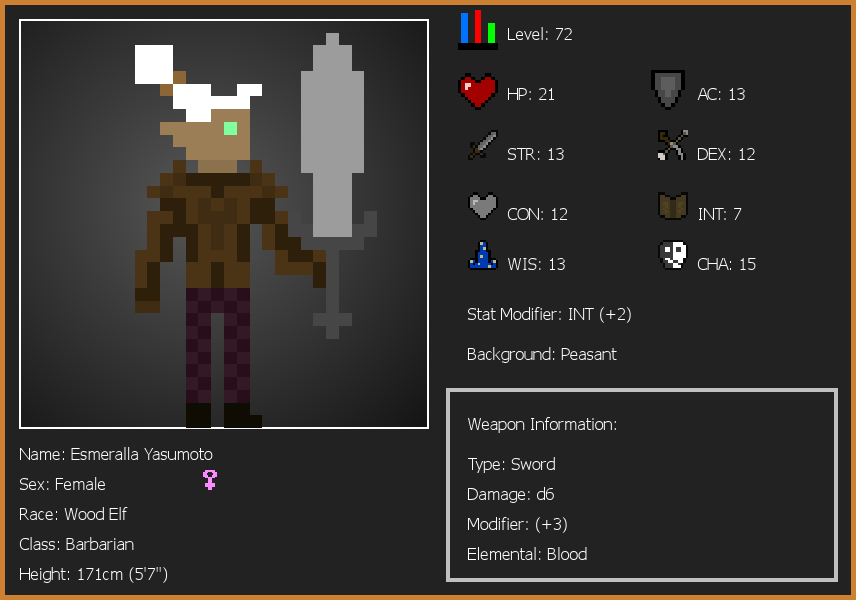 Level: 72
HP: 21
AC: 13
STR: 13
DEX: 12
CON: 12
INT: 7
WIS: 13
CHA: 15
Stat Modifier: INT (+2)
Background: Peasant
Weapon Information:
Type: Sword
Damage: d6
Modifier: (+3)
Elemental: Blood
Name: Esmeralla Yasumoto
Sex: Female
Race: Wood Elf
Class: Barbarian
Height: 171cm (5'7")